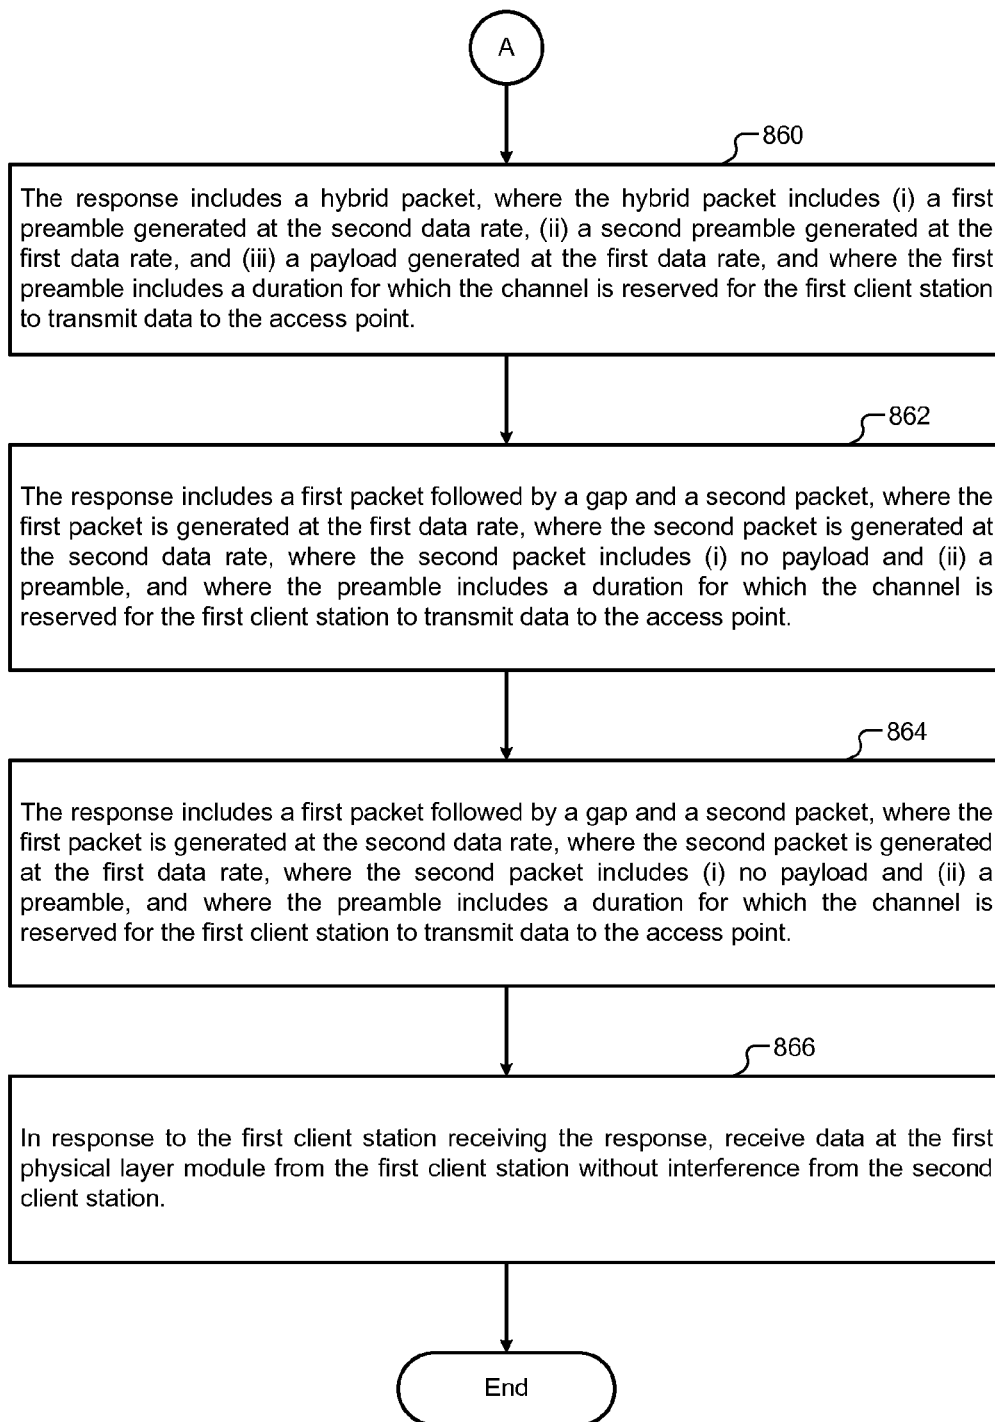 A
860
The response includes a hybrid packet, where the hybrid packet includes (i) a first
preamble generated at the second data rate, (ii) a second preamble generated at the
first data rate, and (iii) a payload generated at the first data rate, and where the first
preamble includes a duration for which the channel is reserved for the first client station
to transmit data to the access point.
862
The response includes a first packet followed by a gap and a second packet, where the
first packet is generated at the first data rate, where the second packet is generated at
the second data rate, where the second packet includes (i) no payload and (ii) a
preamble, and where the preamble includes a duration for which the channel is
reserved for the first client station to transmit data to the access point.
864
The response includes a first packet followed by a gap and a second packet, where the
first packet is generated at the second data rate, where the second packet is generated
at the first data rate, where the second packet includes (i) no payload and (ii) a
preamble, and where the preamble includes a duration for which the channel is
reserved for the first client station to transmit data to the access point.
866
In response to the first client station receiving the response, receive data at the first
physical layer module from the first client station without interference from the second
client station.
End